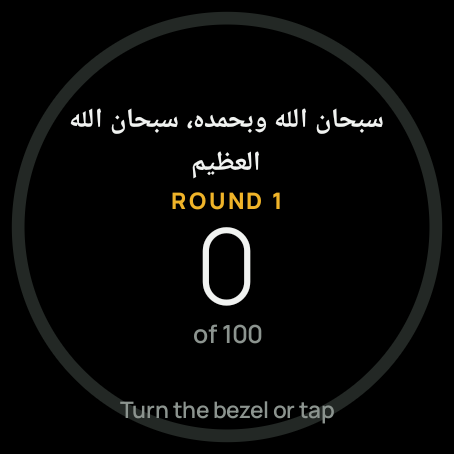 سبحان الله وبحمده، سبحان الله
العظيم
ROUND 1
0
of 100
Turn the bezel or tap